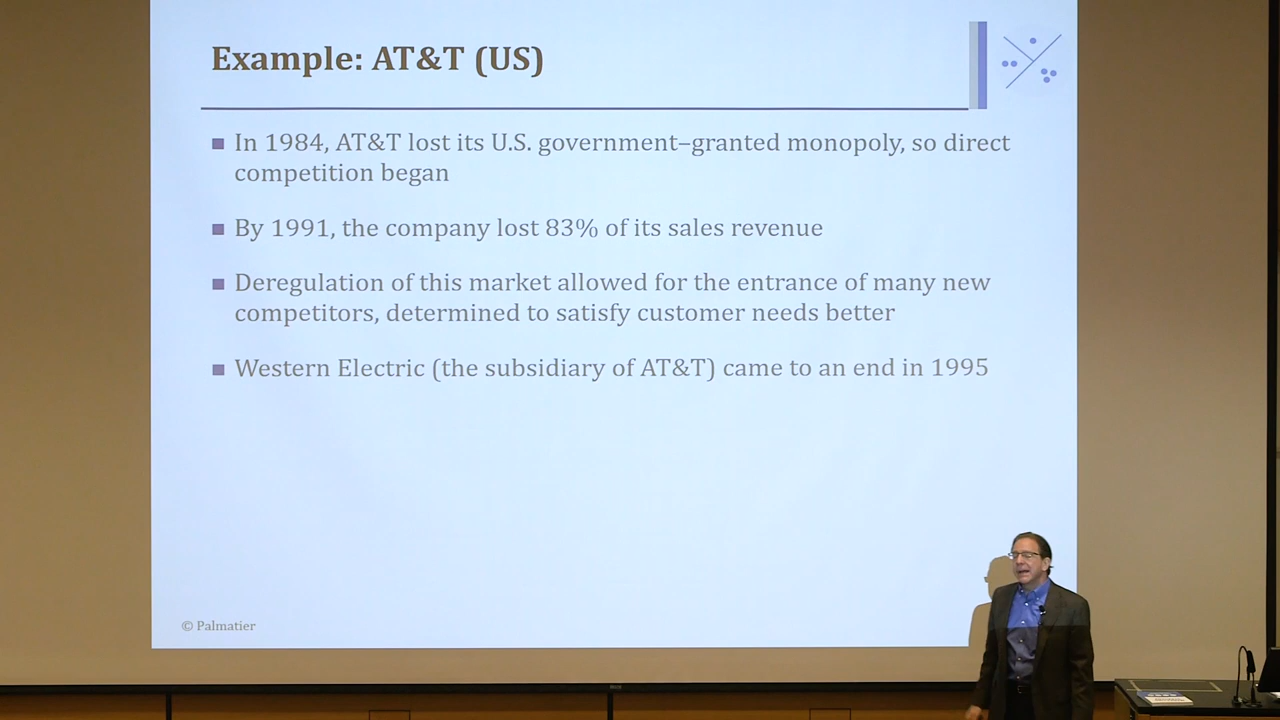 Example: AT&T (US)
In 1984, AT&T lost its U.S. government–granted monopoly, so direct
competition began
By 1991, the company lost 83% of its sales revenue
Deregulation of this market allowed for the entrance of many new
competitors, determined to satisfy customer needs better
Western Electric (the subsidiary of AT&T) came to an end in 1995
© Palmatier